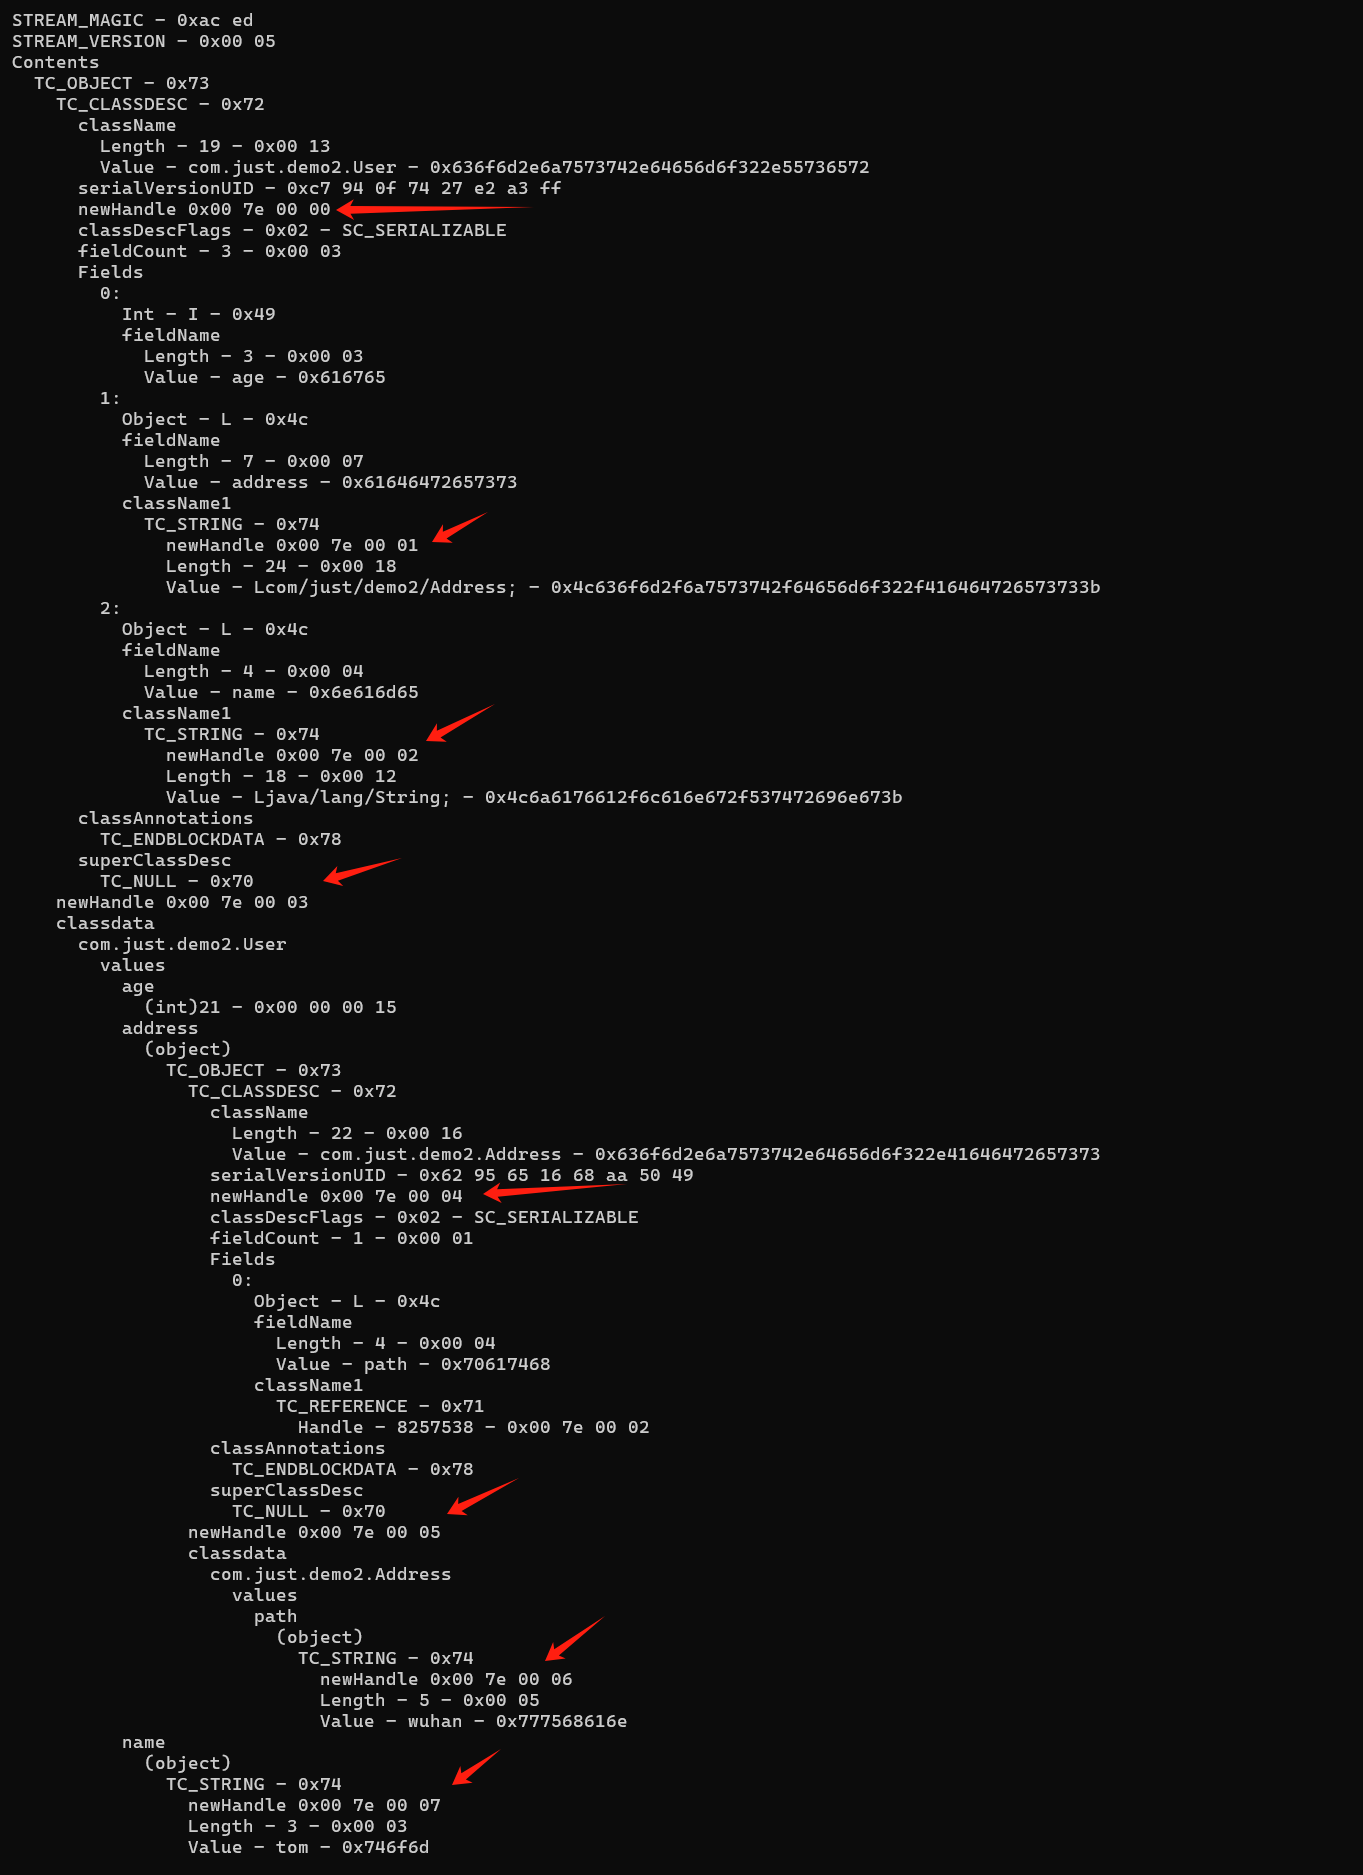 STREAM_MAGIC - 0xac ed
STREAM_VERSION - 0x00 05
Contents
  TC_OBJECT - 0x73
    TC_CLASSDESC - 0x72
      className
        Length - 19 - 0x00 13
        Value - com.just.demo2.User - 0x636f6d2e6a7573742e64656d6f322e55736572
      serialVersionUID - 0xc7 94 0f 74 27 e2 a3 ff
      newHandle 0x00 7e 00 00
      classDescFlags - 0x02 - SC_SERIALIZABLE
      fieldCount - 3 - 0x00 03
      Fields
        0:
          Int - I - 0x49
          fieldName
            Length - 3 - 0x00 03
            Value - age - 0x616765
        1:
          Object - L - 0x4c
          fieldName
            Length - 7 - 0x00 07
            Value - address - 0x61646472657373
          className1
            TC_STRING - 0x74
              newHandle 0x00 7e 00 01
              Length - 24 - 0x00 18
              Value - Lcom/just/demo2/Address; - 0x4c636f6d2f6a7573742f64656d6f322f416464726573733b
        2:
          Object - L - 0x4c
          fieldName
            Length - 4 - 0x00 04
            Value - name - 0x6e616d65
          className1
            TC_STRING - 0x74
              newHandle 0x00 7e 00 02
              Length - 18 - 0x00 12
              Value - Ljava/lang/String; - 0x4c6a6176612f6c616e672f537472696e673b
      classAnnotations
        TC_ENDBLOCKDATA - 0x78
      superClassDesc
        TC_NULL - 0x70
    newHandle 0x00 7e 00 03
    classdata
      com.just.demo2.User
        values
          age
            (int)21 - 0x00 00 00 15
          address
            (object)
              TC_OBJECT - 0x73
                TC_CLASSDESC - 0x72
                  className
                    Length - 22 - 0x00 16
                    Value - com.just.demo2.Address - 0x636f6d2e6a7573742e64656d6f322e41646472657373
                  serialVersionUID - 0x62 95 65 16 68 aa 50 49
                  newHandle 0x00 7e 00 04
                  classDescFlags - 0x02 - SC_SERIALIZABLE
                  fieldCount - 1 - 0x00 01
                  Fields
                    0:
                      Object - L - 0x4c
                      fieldName
                        Length - 4 - 0x00 04
                        Value - path - 0x70617468
                      className1
                        TC_REFERENCE - 0x71
                          Handle - 8257538 - 0x00 7e 00 02
                  classAnnotations
                    TC_ENDBLOCKDATA - 0x78
                  superClassDesc
                    TC_NULL - 0x70
                newHandle 0x00 7e 00 05
                classdata
                  com.just.demo2.Address
                    values
                      path
                        (object)
                          TC_STRING - 0x74
                            newHandle 0x00 7e 00 06
                            Length - 5 - 0x00 05
                            Value - wuhan - 0x777568616e
          name
            (object)
              TC_STRING - 0x74
                newHandle 0x00 7e 00 07
                Length - 3 - 0x00 03
                Value - tom - 0x746f6d